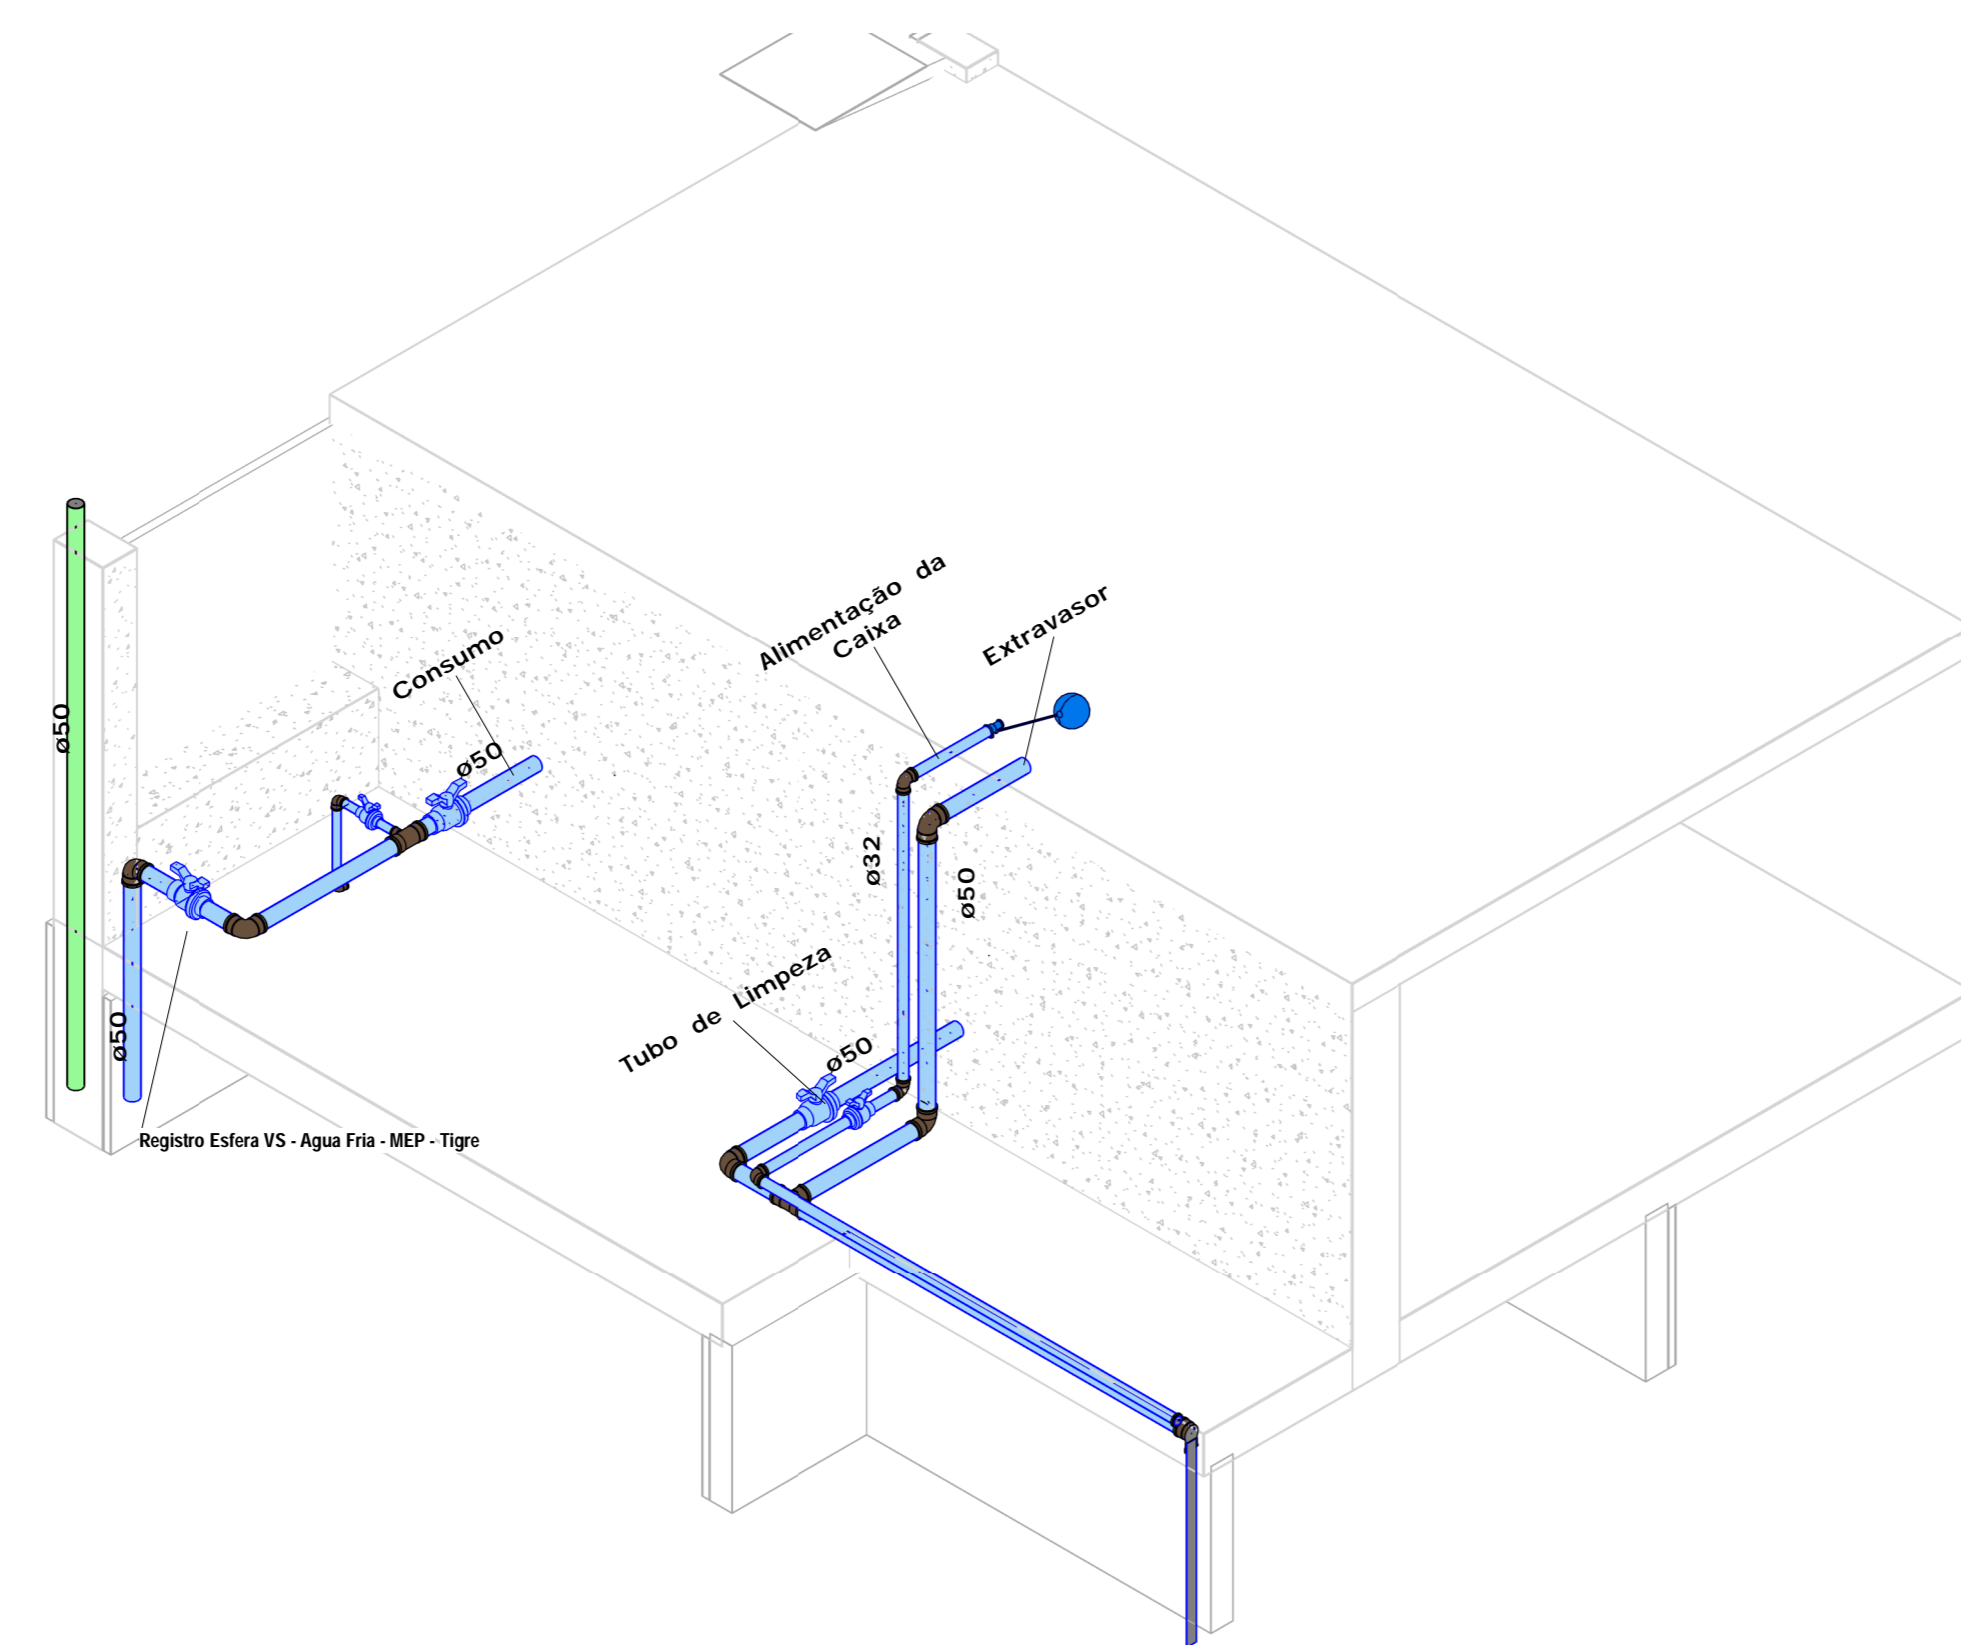 Alimentação da
Caixa
Extravasor
Consumo
ø50
ø50
ø32
ø50
Tubo de Limpeza
ø50
ø50
Registro Esfera VS - Agua Fria - MEP - Tigre